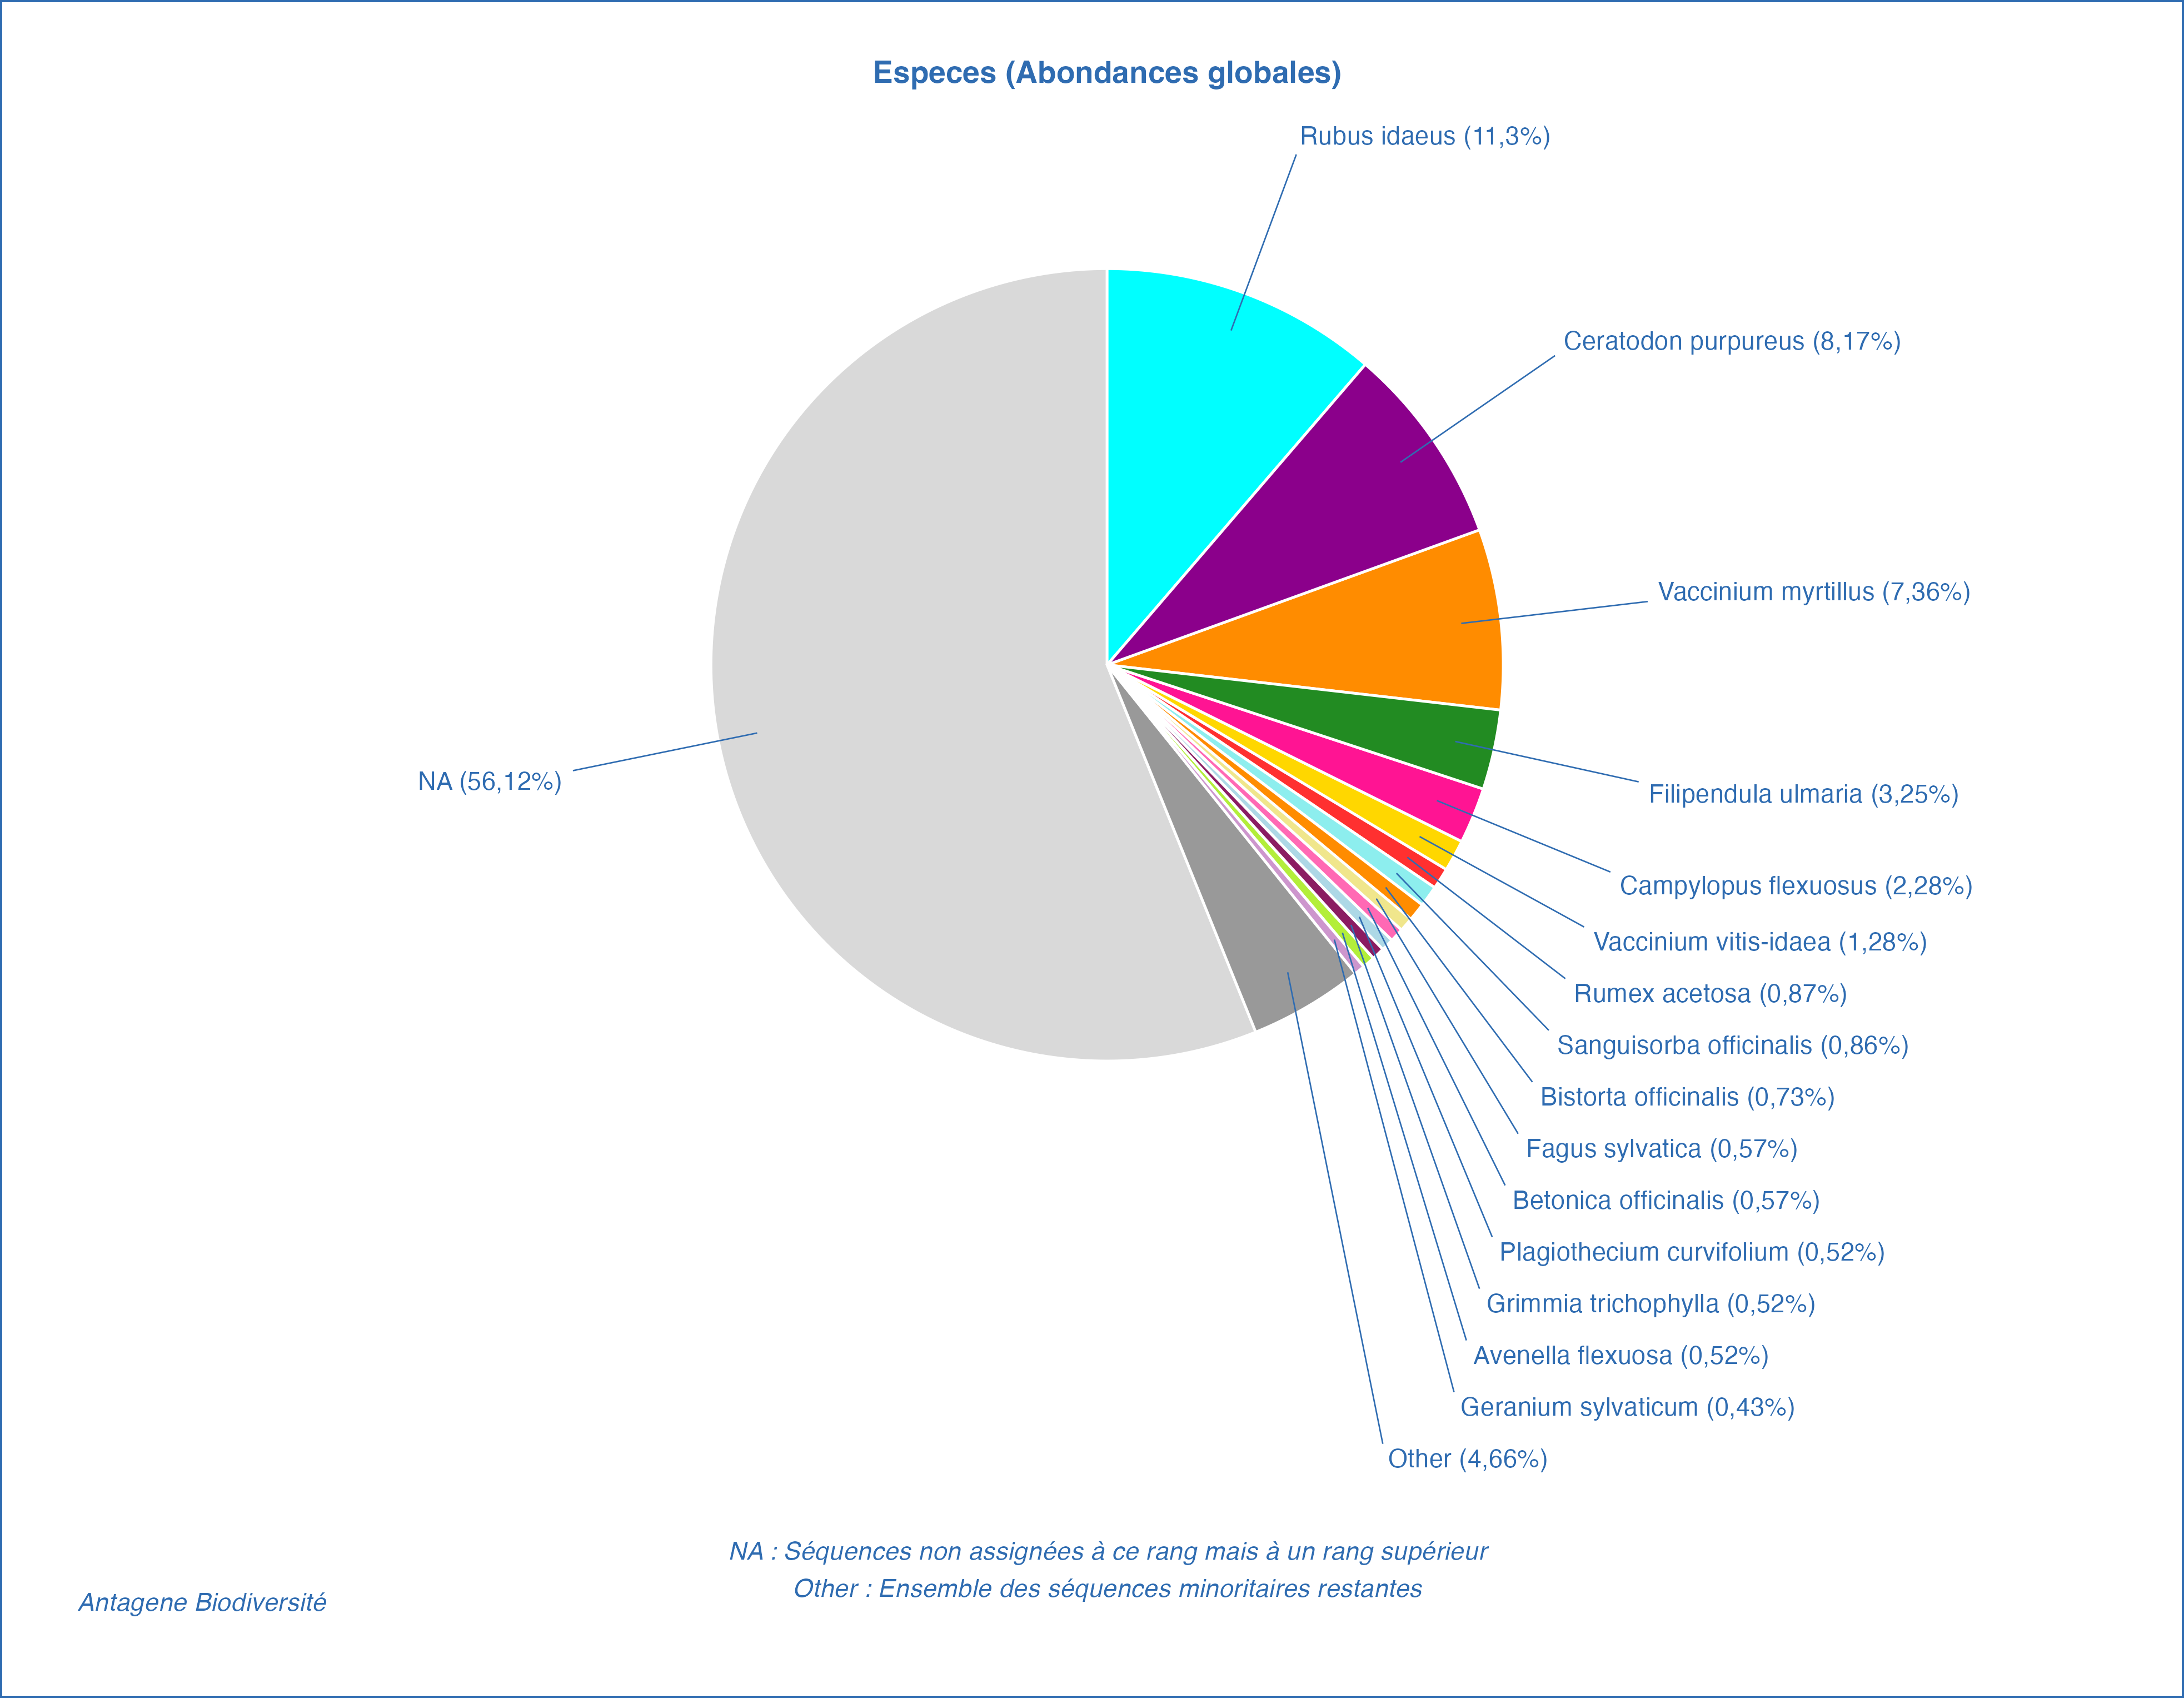 Especes (Abondances globales)
Rubus idaeus (11,3%)
Ceratodon purpureus (8,17%)
Vaccinium myrtillus (7,36%)
NA (56,12%)
Filipendula ulmaria (3,25%)
Campylopus flexuosus (2,28%)
Vaccinium vitis-idaea (1,28%)
Rumex acetosa (0,87%)
Sanguisorba officinalis (0,86%)
Bistorta officinalis (0,73%)
Fagus sylvatica (0,57%)
Betonica officinalis (0,57%)
Plagiothecium curvifolium (0,52%)
Grimmia trichophylla (0,52%)
Avenella flexuosa (0,52%)
Geranium sylvaticum (0,43%)
Other (4,66%)
NA : Séquences non assignées à ce rang mais à un rang supérieur
Other : Ensemble des séquences minoritaires restantes
Antagene Biodiversité